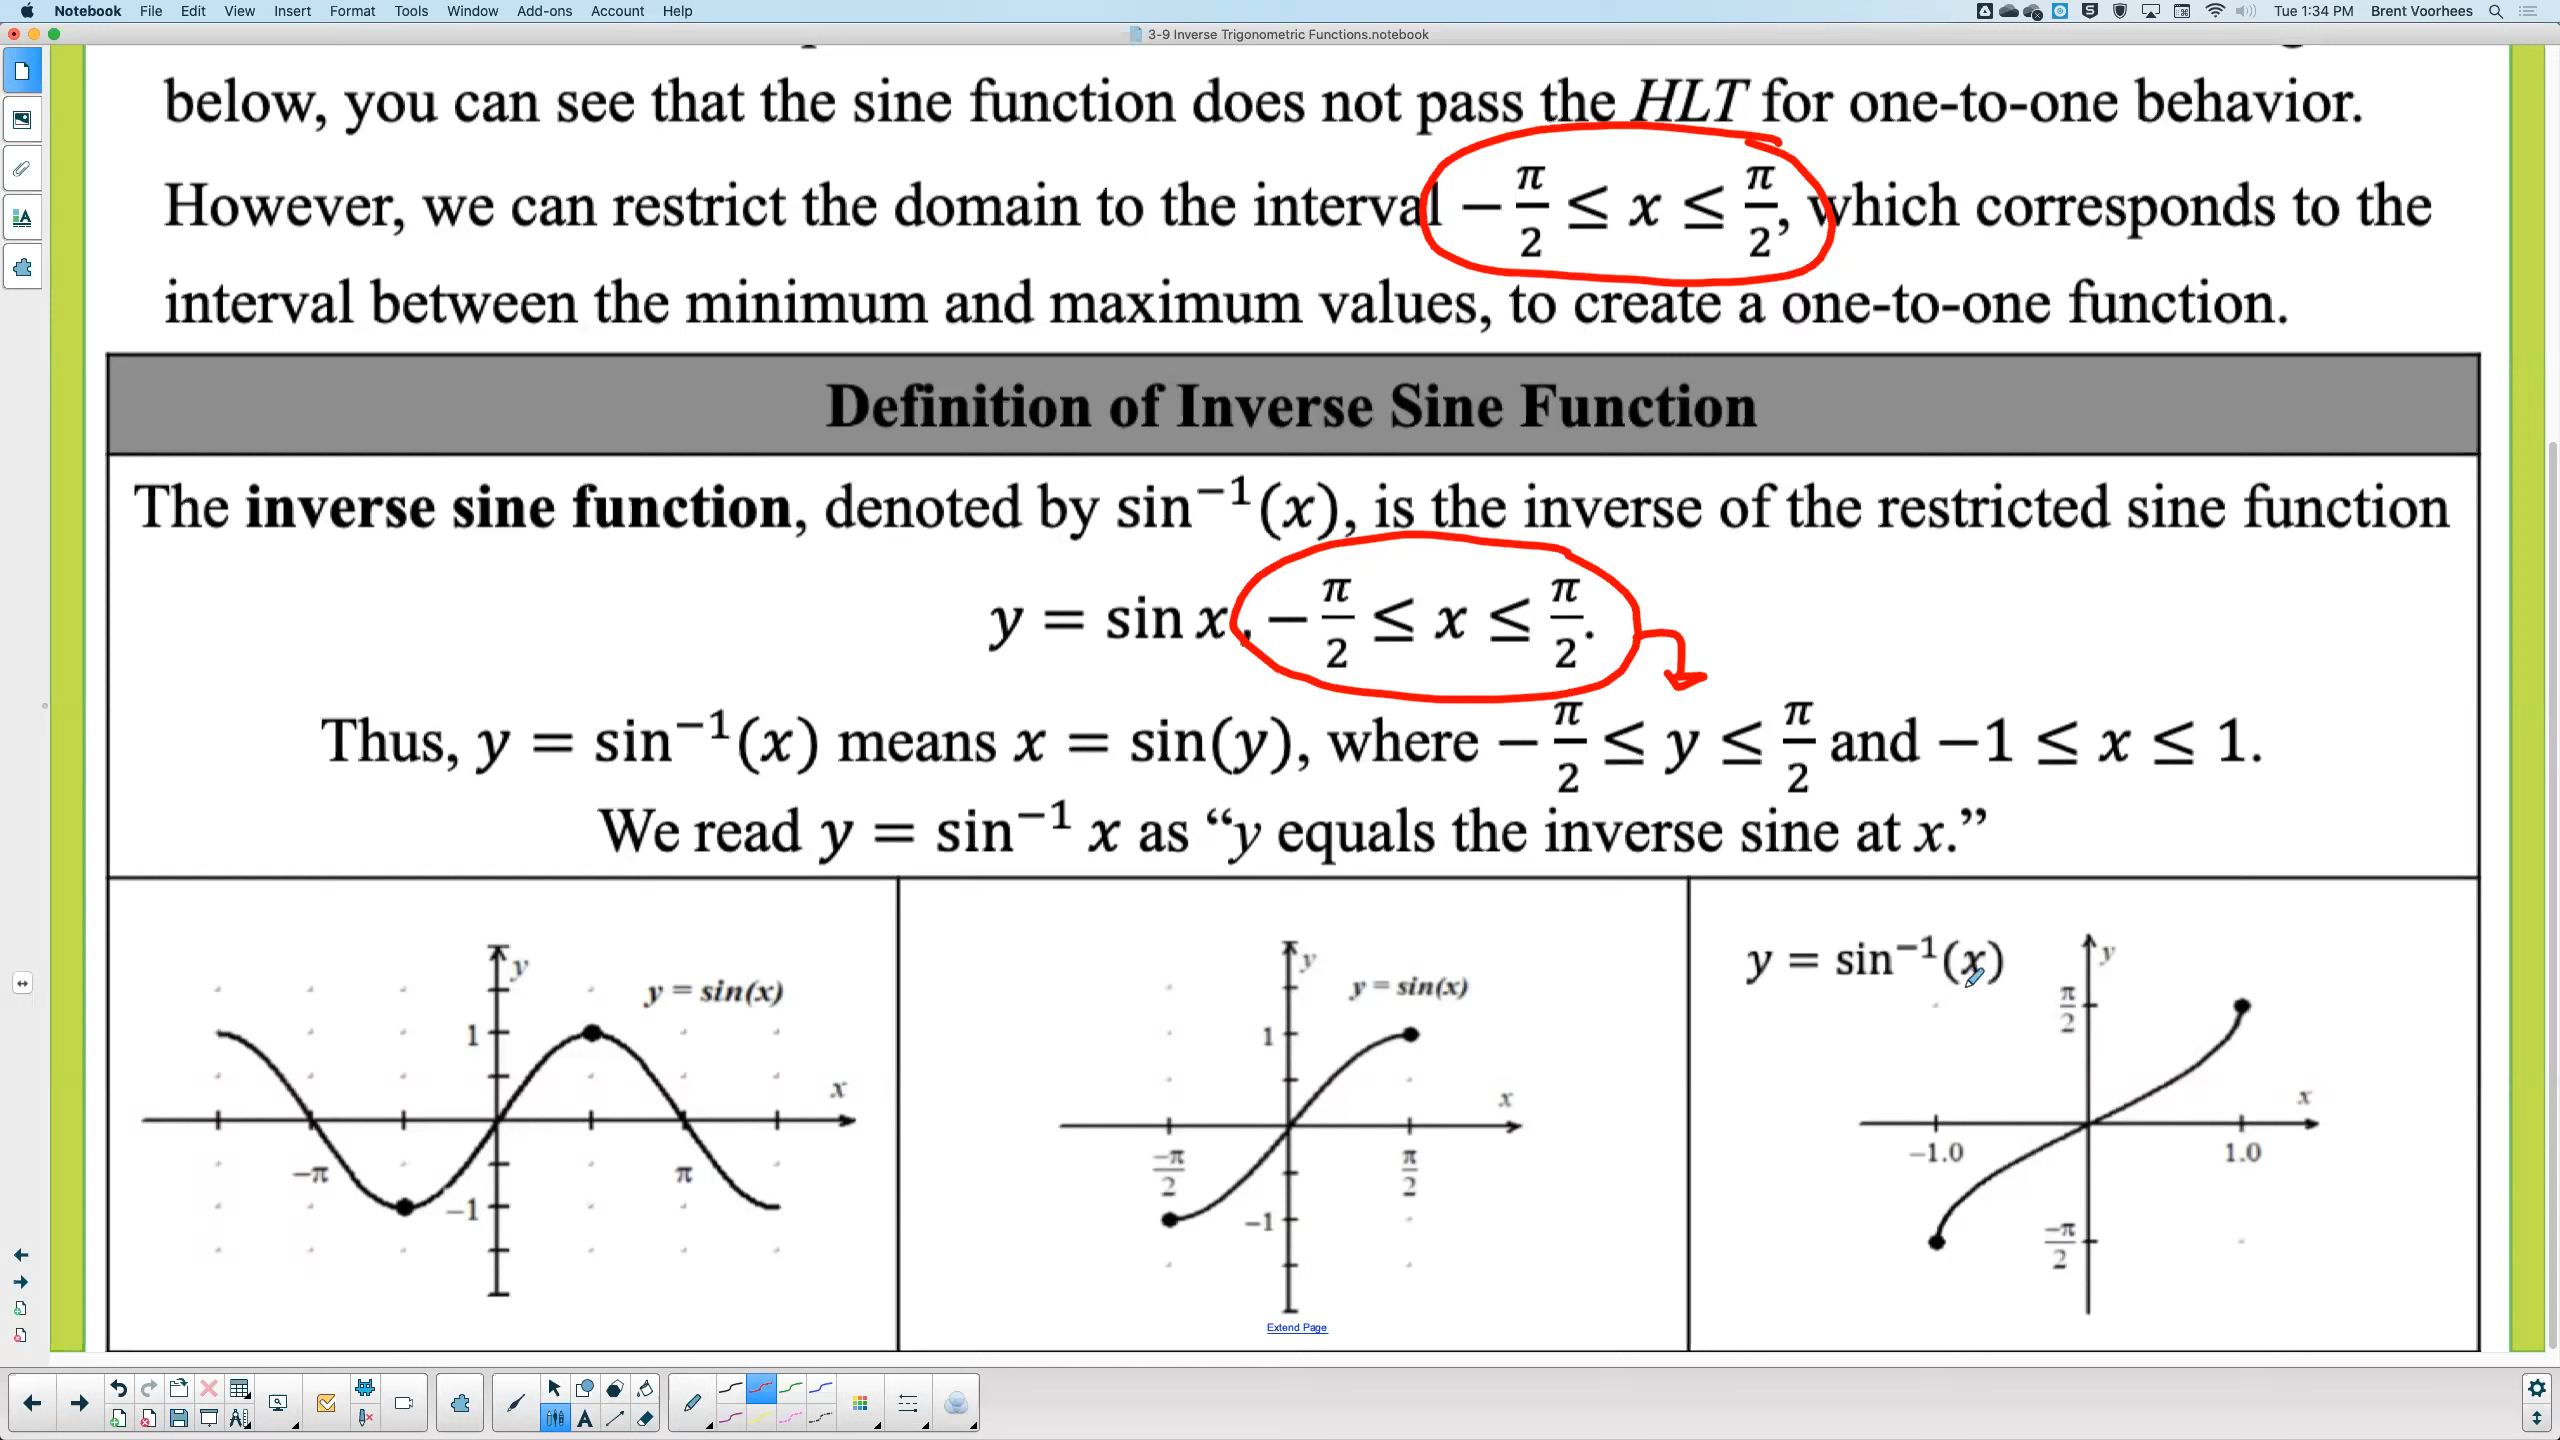 Notebook File Edit View Insert Format Tools Window Add-ons Account Help Tue 1:34 PM Brent Voorhees
3-9 Inverse Trigonometric Functions.notebook
below, you can see that the sine function does not pass the HLT for one-to-one behavior.
However, we can restrict the domain to the interval −π/2 ≤ x ≤ π/2, which corresponds to the
interval between the minimum and maximum values, to create a one-to-one function.
Definition of Inverse Sine Function
The inverse sine function, denoted by sin⁻¹(x), is the inverse of the restricted sine function
y = sin x, −π/2 ≤ x ≤ π/2.
Thus, y = sin⁻¹(x) means x = sin(y), where −π/2 ≤ y ≤ π/2 and −1 ≤ x ≤ 1.
We read y = sin⁻¹ x as “y equals the inverse sine at x.”
y
y = sin(x)
1
x
−π
π
−1
y
y = sin(x)
1
x
−π/2
π/2
−1
y = sin⁻¹(x)
y
π/2
x
−1.0
1.0
−π/2
Extend Page